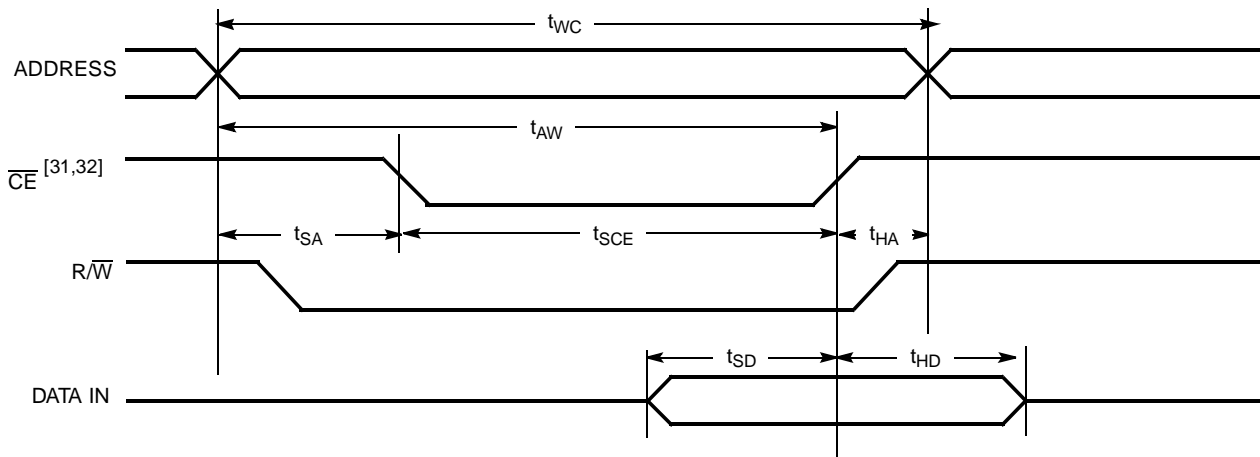 tWC
ADDRESS
tAW
CE [31,32]
tSA
tSCE
tHA
R/W
tSD
tHD
DATA IN